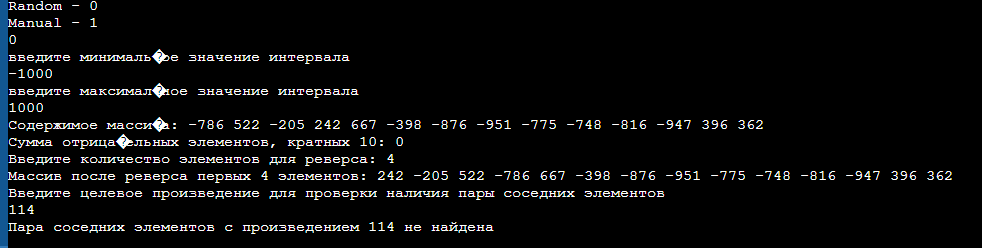 Random - 0
Manual - 1
0
введите минималь�ое значение интервала
-1000
введите максимал�ное значение интервала
1000
Содержимое масси�а: -786 522 -205 242 667 -398 -876 -951 -775 -748 -816 -947 396 362
Сумма отрица�ельных элементов, кратных 10: 0
Введите количество элементов для реверса: 4
Массив после реверса первых 4 элементов: 242 -205 522 -786 667 -398 -876 -951 -775 -748 -816 -947 396 362
Введите целевое произведение для проверки наличия пары соседних элементов
114
Пара соседних элементов с произведением 114 не найдена